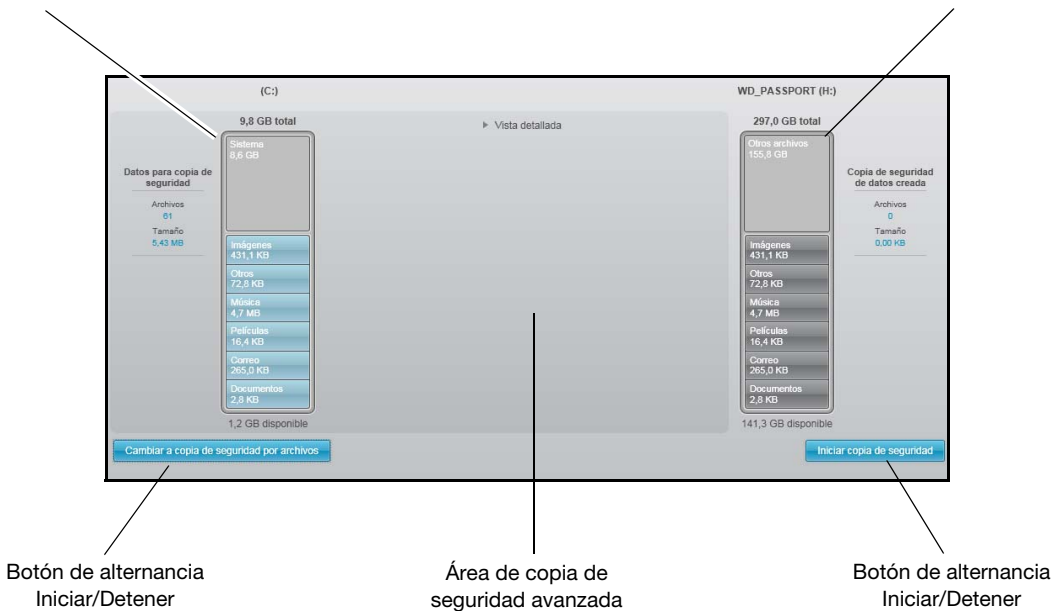 (C:)
WD_PASSPORT (H:)
9,8 GB total
Vista detallada
297,0 GB total
Sistema
8,6 GB
Otros archivos
155,8 GB
Datos para copia de
seguridad
Archivos
61
Tamaño
5,43 MB
Copia de seguridad
de datos creada
Archivos
0
Tamaño
0,00 KB
Imágenes
431,1 KB
Otros
72,8 KB
Música
4,7 MB
Películas
16,4 KB
Correo
265,0 KB
Documentos
2,8 KB
Imágenes
431,1 KB
Otros
72,8 KB
Música
4,7 MB
Películas
16,4 KB
Correo
265,0 KB
Documentos
2,8 KB
1,2 GB disponible
141,3 GB disponible
Cambiar a copia de seguridad por archivos
Iniciar copia de seguridad
Botón de alternancia
Iniciar/Detener
Área de copia de
seguridad avanzada
Botón de alternancia
Iniciar/Detener